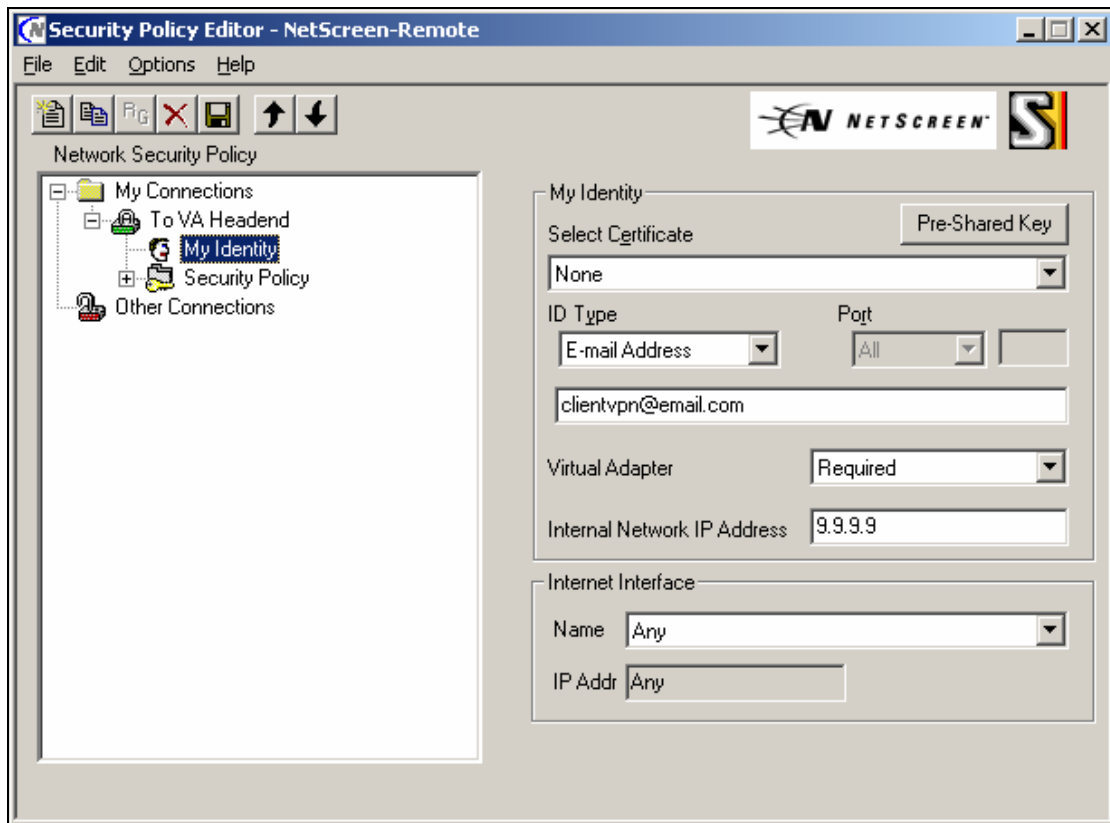 Security Policy Editor - NetScreen-Remote
File Edit Options Help
NETSCREEN
Network Security Policy
My Connections
To VA Headend
My Identity
Security Policy
Other Connections
My Identity
Select Certificate
Pre-Shared Key
None
ID Type
Port
E-mail Address
All
clientvpn@email.com
Virtual Adapter
Required
Internal Network IP Address
9.9.9.9
Internet Interface
Name
Any
IP Addr
Any